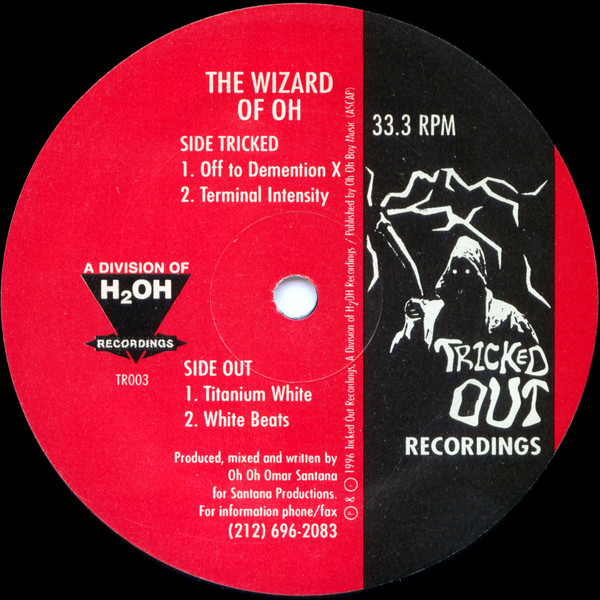 THE WIZARD
OF OH
SIDE TRICKED
1. Off to Demention X
2. Terminal Intensity
33.3 RPM
A DIVISION OF
H2OH
RECORDINGS
TR003
SIDE OUT
1. Titanium White
2. White Beats
Produced, mixed and written by
Oh Oh Omar Santana
for Santana Productions.
For information phone/fax
(212) 696-2083
℗ & © 1996 Tricked Out Recordings, A Division of H2OH Recordings / Published by Oh Oh Boy Music (ASCAP)
TRICKED
OUT
RECORDINGS